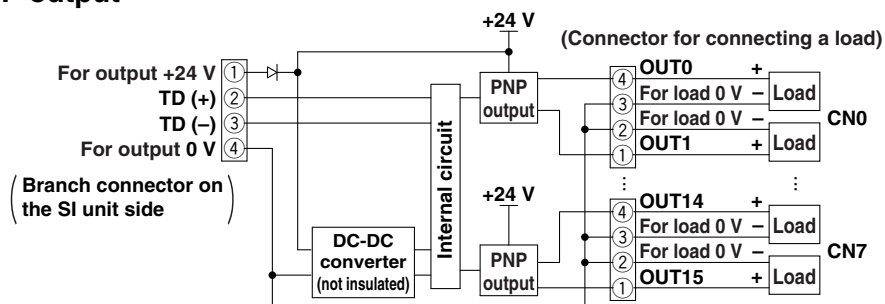 +24 V
(Connector for connecting a load)
For output +24 V ①
TD (+) ②
TD (–) ③
For output 0 V ④
(Branch connector on
the SI unit side)
DC-DC
converter
(not insulated)
Internal circuit
PNP
output
④ OUT0 + Load
③ For load 0 V –
② For load 0 V –
① OUT1 + Load
CN0
⋮ ⋮
+24 V
PNP
output
④ OUT14 + Load
③ For load 0 V –
② For load 0 V –
① OUT15 + Load
CN7